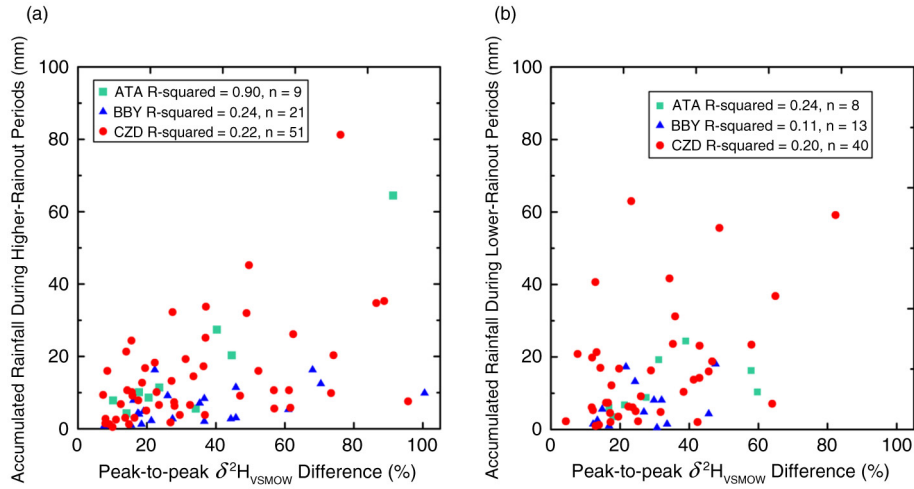 (a)
Accumulated Rainfall During Higher-Rainout Periods (mm)
100
80
60
40
20
0
ATA R-squared = 0.90, n = 9
BBY R-squared = 0.24, n = 21
CZD R-squared = 0.22, n = 51
0 20 40 60 80 100
Peak-to-peak δ²H_VSMOW Difference (%)
(b)
Accumulated Rainfall During Lower-Rainout Periods (mm)
100
80
60
40
20
0
ATA R-squared = 0.24, n = 8
BBY R-squared = 0.11, n = 13
CZD R-squared = 0.20, n = 40
0 20 40 60 80 100
Peak-to-peak δ²H_VSMOW Difference (%)